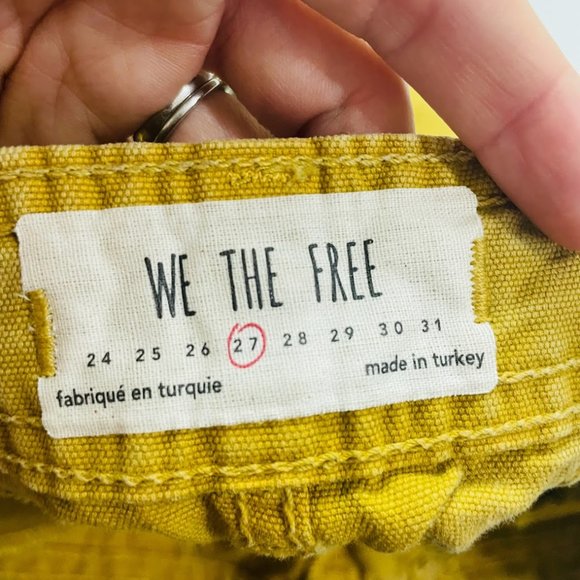 WE THE FREE
24 25 26 27 28 29 30 31
fabriqué en turquie made in turkey